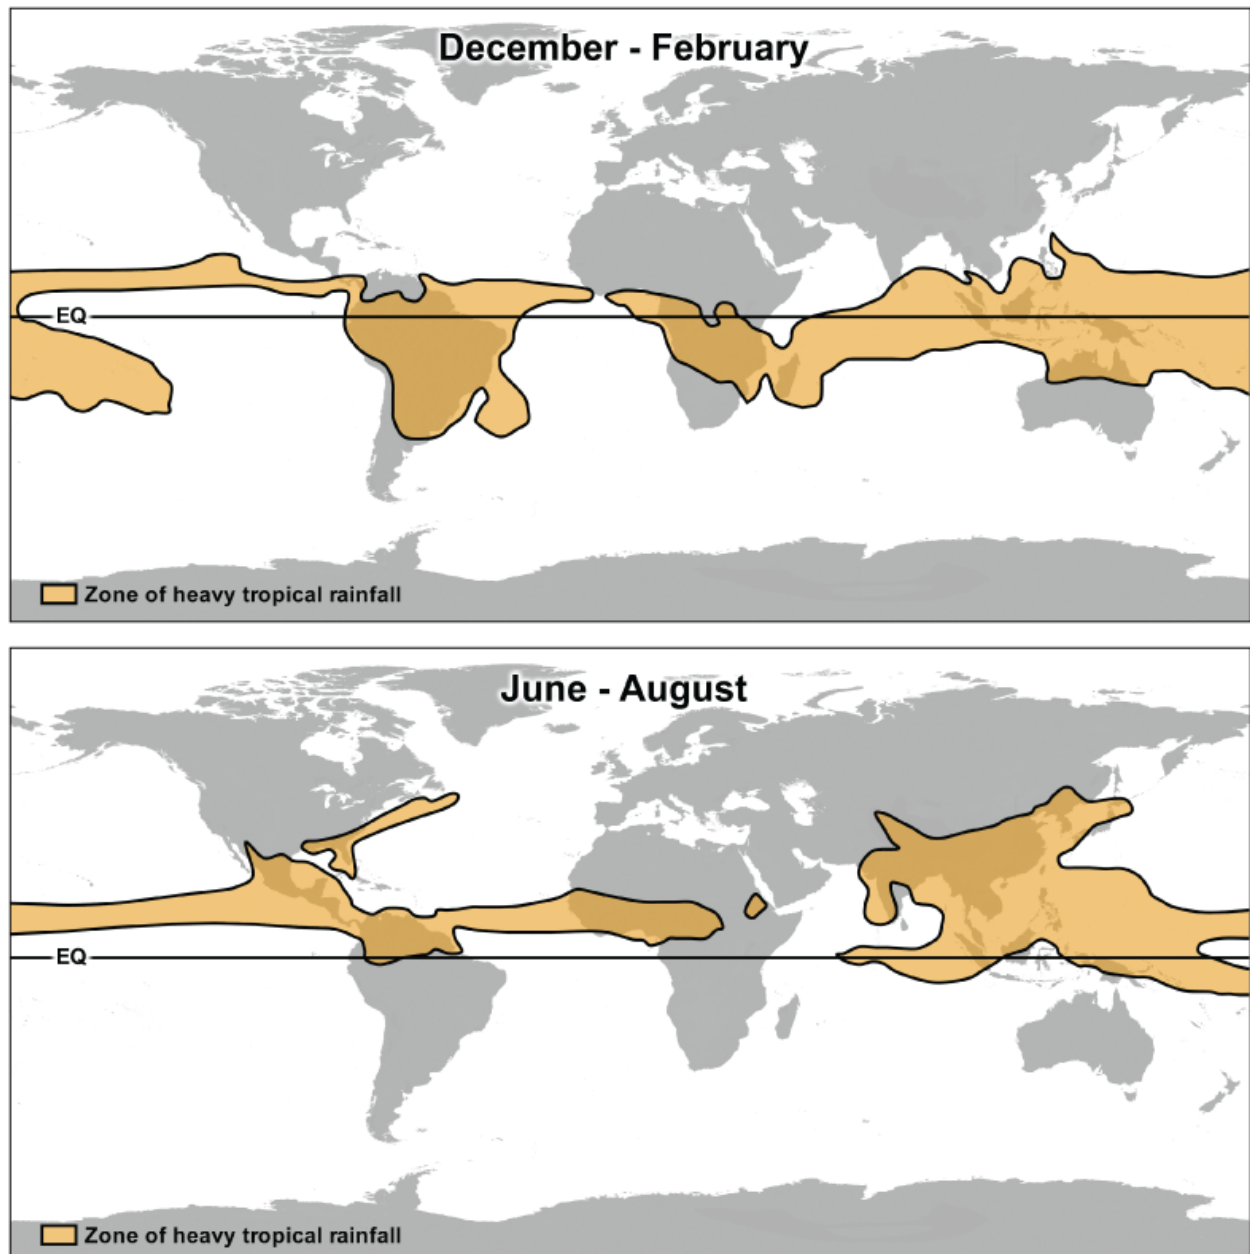 December - February
EQ
Zone of heavy tropical rainfall
June - August
EQ
Zone of heavy tropical rainfall